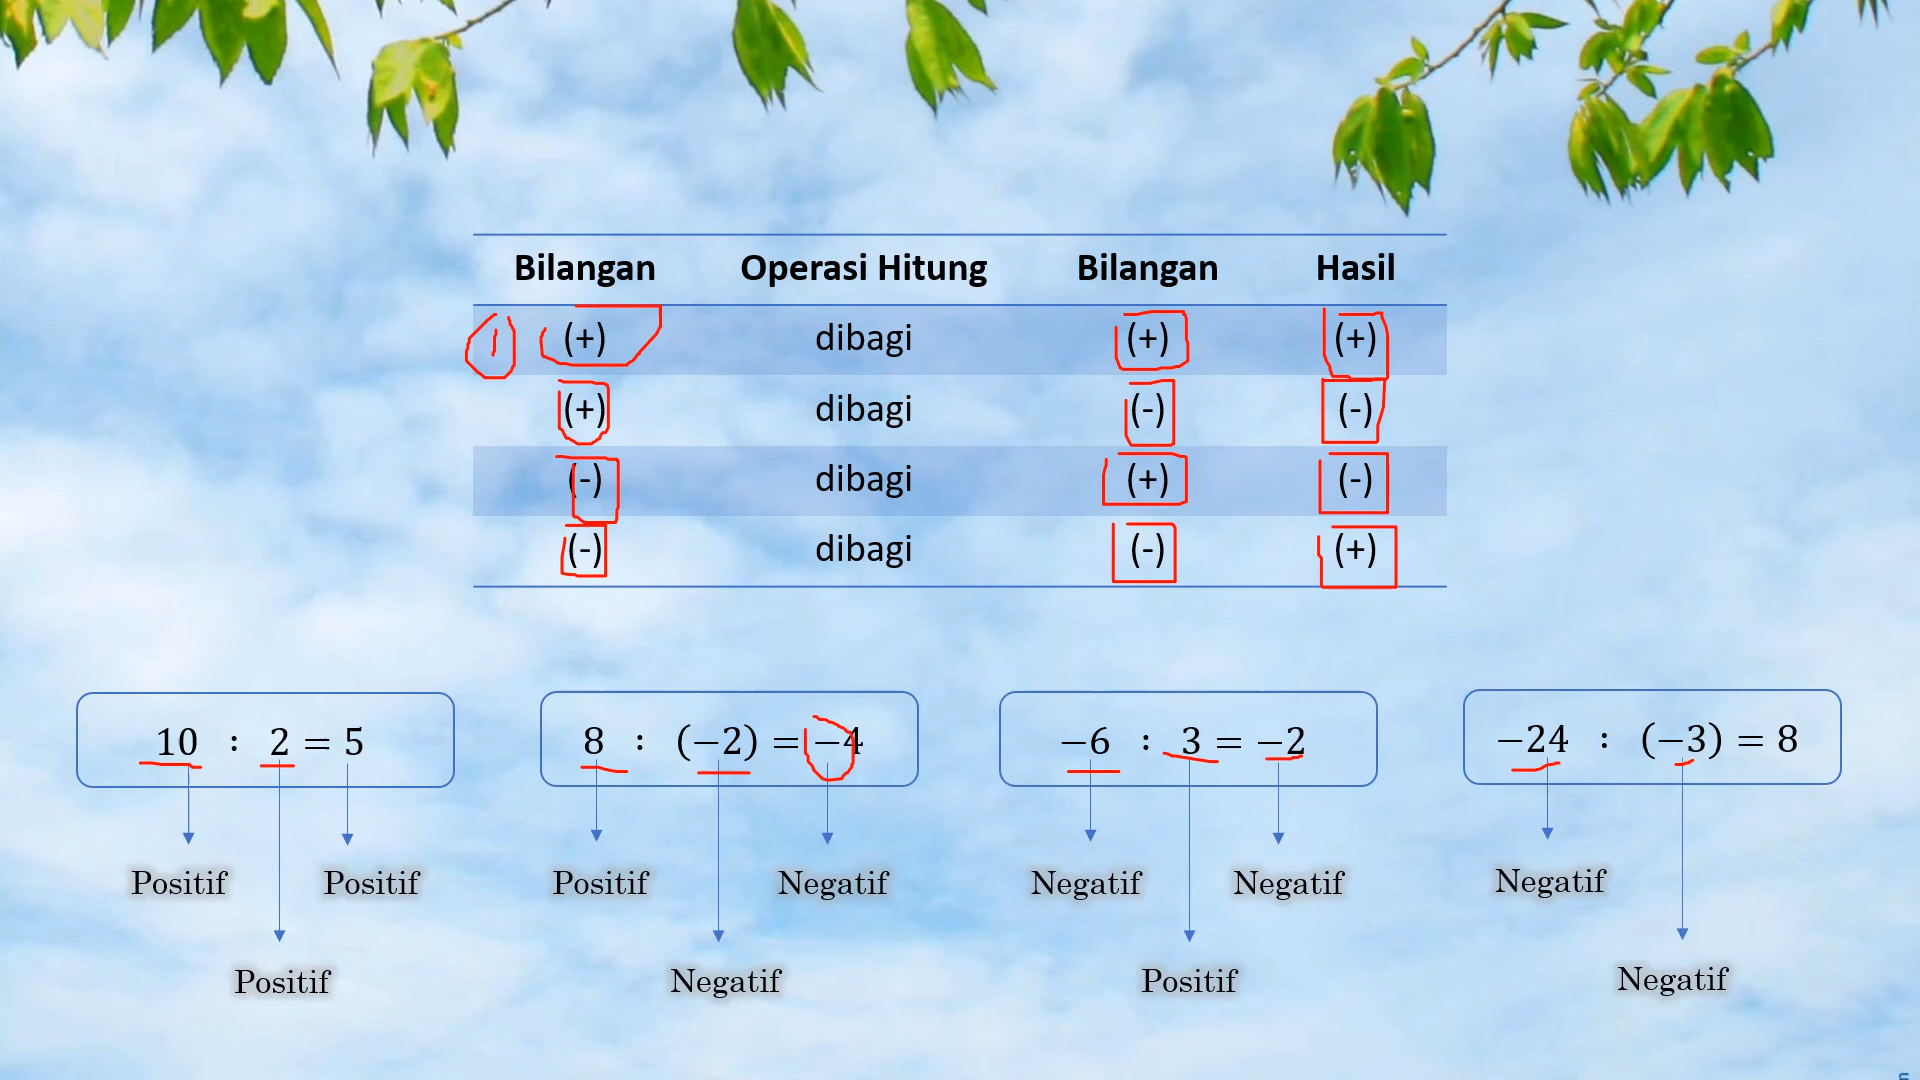 Bilangan Operasi Hitung Bilangan Hasil
1 (+) dibagi (+) (+)
(+) dibagi (-) (-)
(-) dibagi (+) (-)
(-) dibagi (-) (+)
10 : 2 = 5
8 : (−2) = −4
−6 : 3 = −2
−24 : (−3) = 8
Positif Positif
Positif Negatif
Negatif Negatif
Negatif
Positif
Negatif
Positif
Negatif